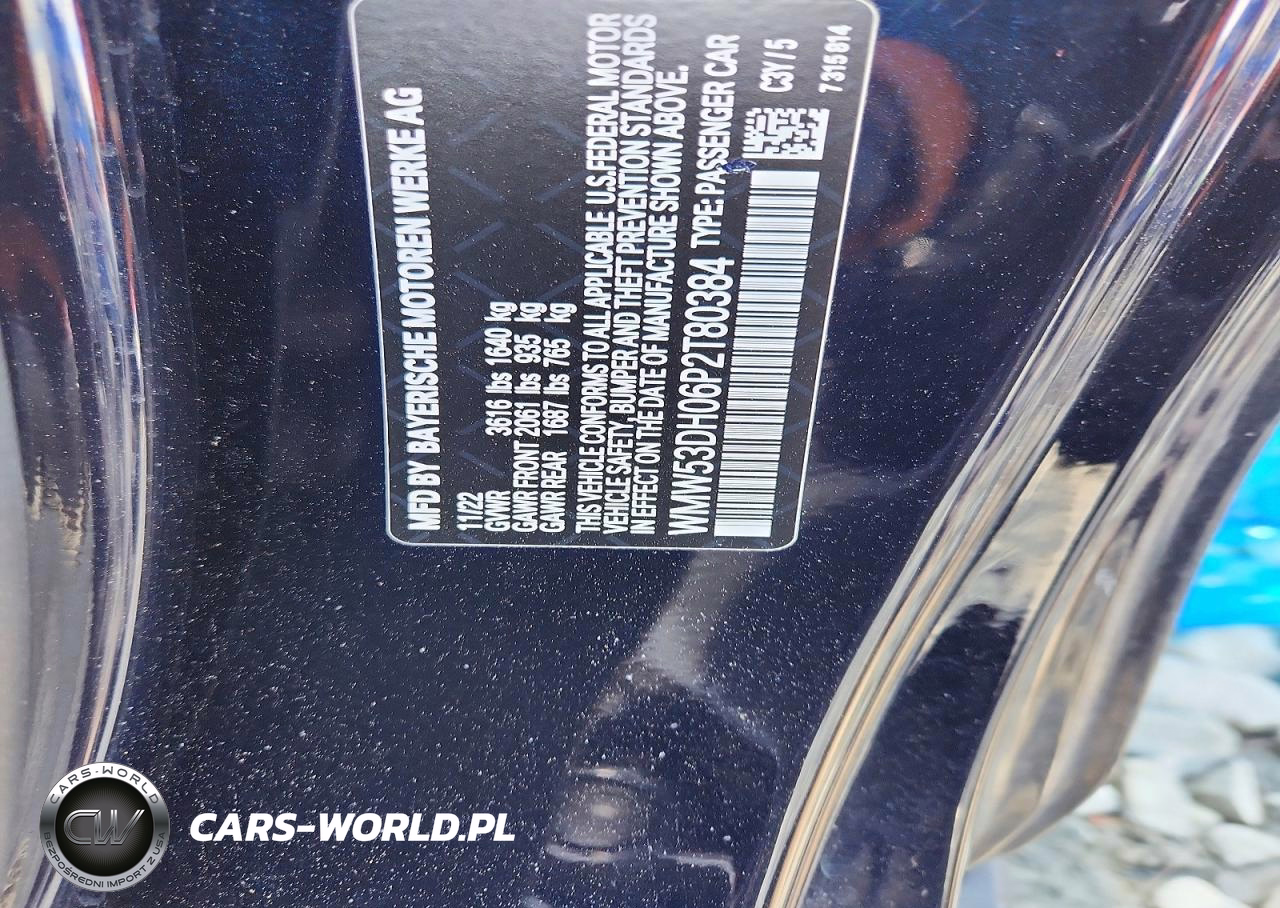 MFD BY BAYERISCHE MOTOREN WERKE AG
11/22
GVWR 3616 lbs 1640 kg
GAWR FRONT 2061 lbs 935 kg
GAWR REAR 1687 lbs 765 kg
THIS VEHICLE CONFORMS TO ALL APPLICABLE U.S. FEDERAL MOTOR
VEHICLE SAFETY, BUMPER AND THEFT PREVENTION STANDARDS
IN EFFECT ON THE DATE OF MANUFACTURE SHOWN ABOVE.
WMW53DH06P2T80384 TYPE: PASSENGER CAR
C3Y / 5
7 315 814
CARS-WORLD
CW
BEZPOŚREDNI IMPORT Z USA
CARS-WORLD.PL